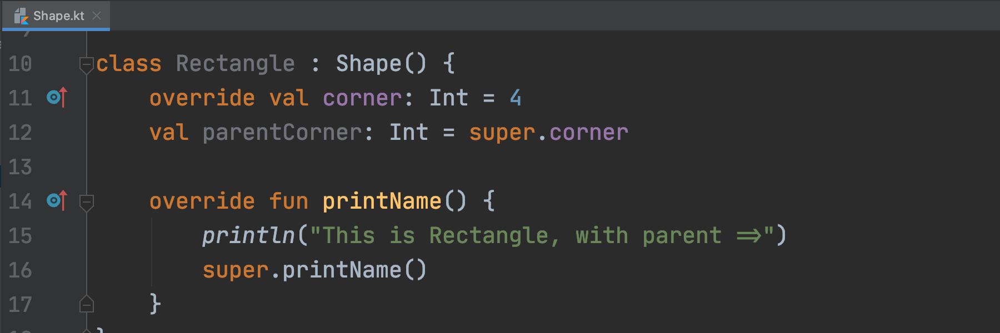 Shape.kt
10 class Rectangle : Shape() {
11 override val corner: Int = 4
12 val parentCorner: Int = super.corner
13
14 override fun printName() {
15 println("This is Rectangle, with parent =>")
16 super.printName()
17 }
}